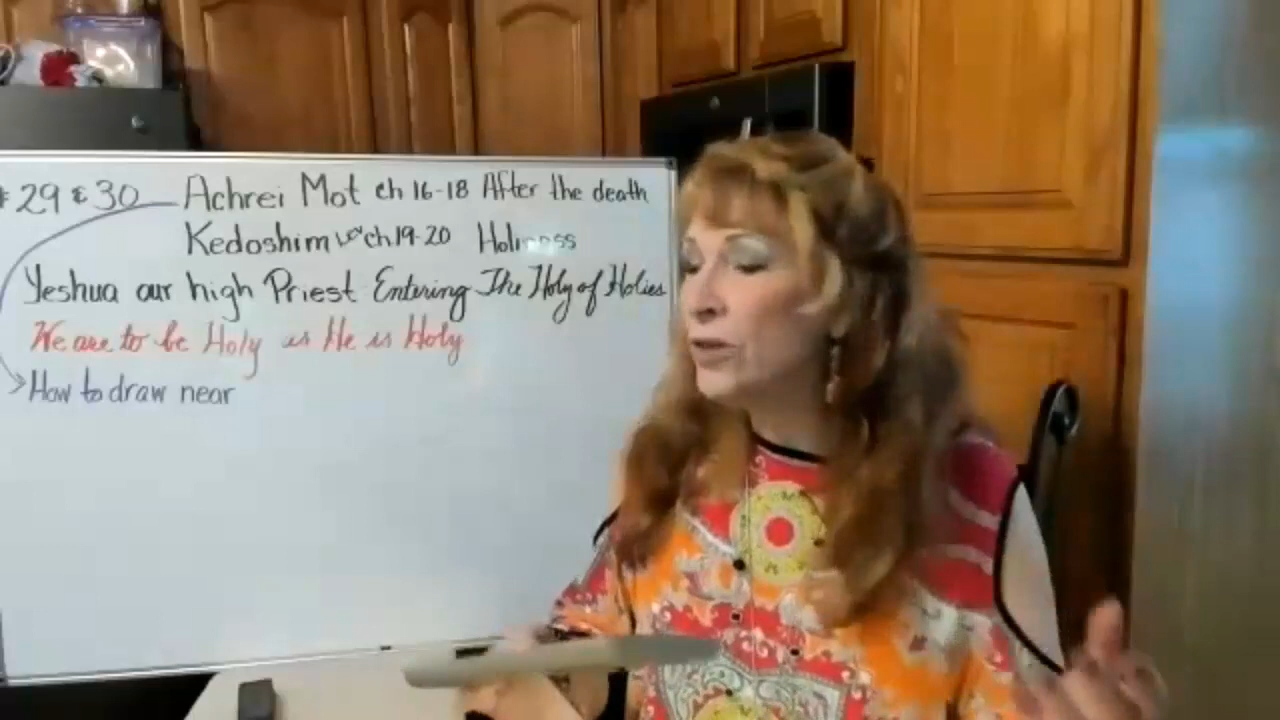 # 29 & 30 Achrei Mot ch 16-18 After the death
Kedoshim Lev ch 19-20 Holiness
Yeshua our high Priest Entering The Holy of Holies
We are to be Holy as He is Holy
How to draw near